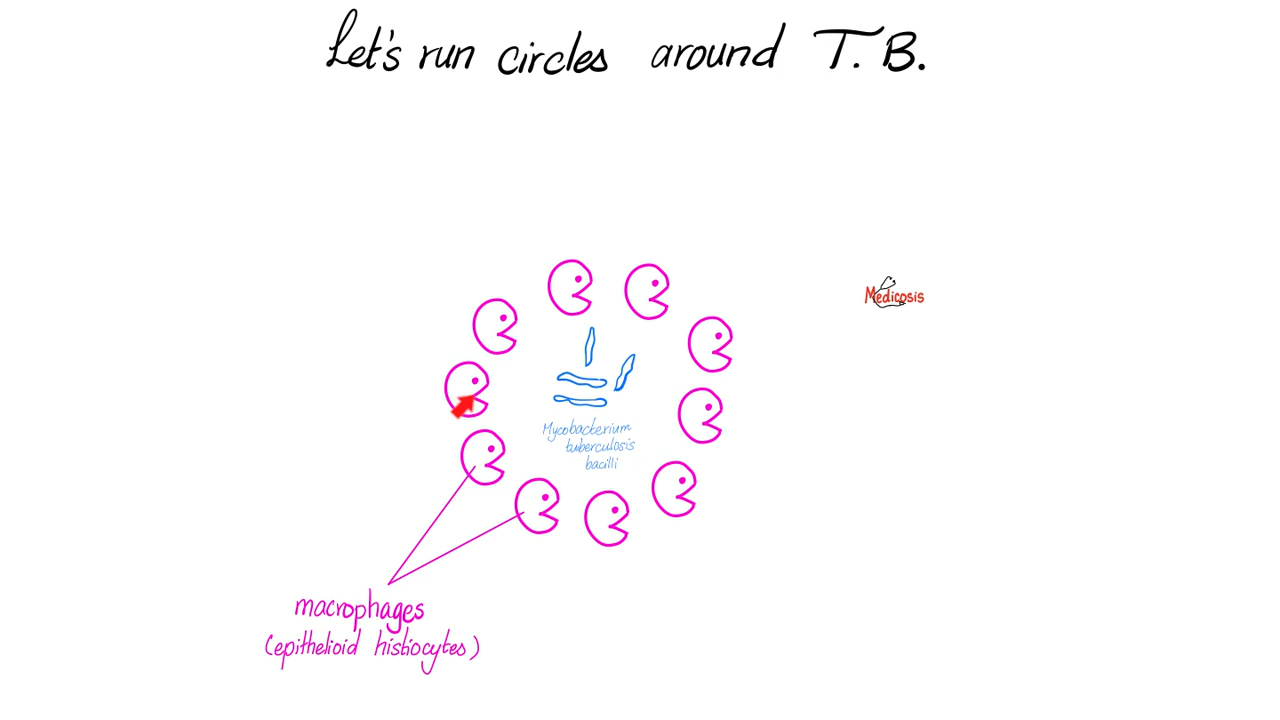 Let's run circles around T.B.
Medicosis
Mycobacterium
tuberculosis
bacilli
macrophages
(epithelioid histiocytes)